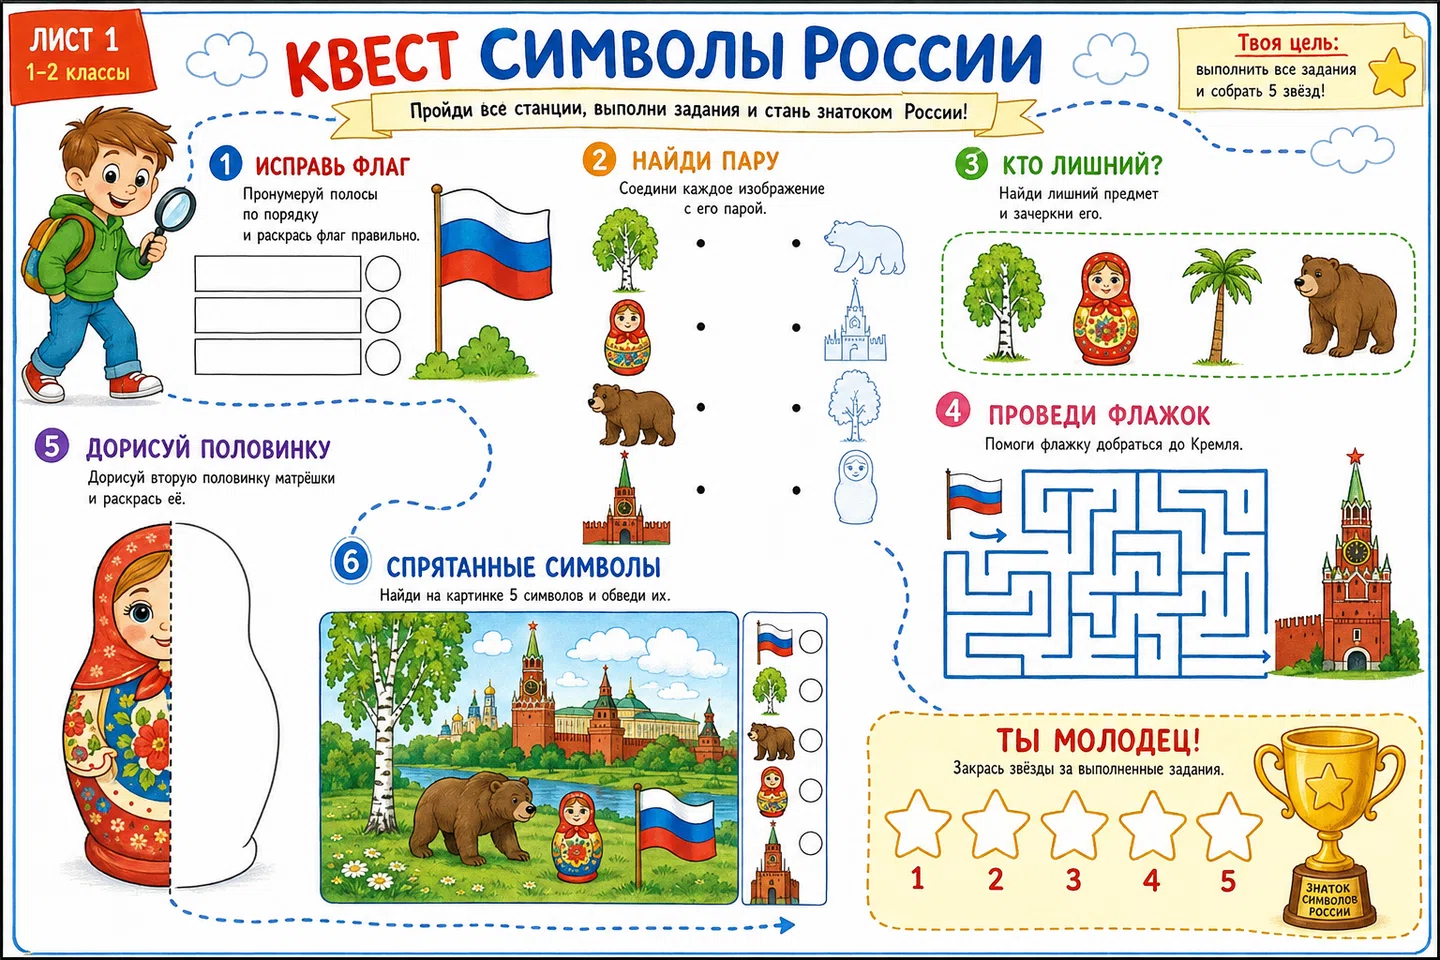 ЛИСТ 1
1–2 классы
КВЕСТ СИМВОЛЫ РОССИИ
Пройди все станции, выполни задания и стань знатоком России!
Твоя цель:
выполнить все задания
и собрать 5 звёзд!
1 ИСПРАВЬ ФЛАГ
Пронумеруй полосы
по порядку
и раскрась флаг правильно.
2 НАЙДИ ПАРУ
Соедини каждое изображение
с его парой.
3 КТО ЛИШНИЙ?
Найди лишний предмет
и зачеркни его.
4 ПРОВЕДИ ФЛАЖОК
Помоги флажку добраться до Кремля.
5 ДОРИСУЙ ПОЛОВИНКУ
Дорисуй вторую половинку матрёшки
и раскрась её.
6 СПРЯТАННЫЕ СИМВОЛЫ
Найди на картинке 5 символов и обведи их.
ТЫ МОЛОДЕЦ!
Закрась звёзды за выполненные задания.
1 2 3 4 5
ЗНАТОК
СИМВОЛОВ
РОССИИ